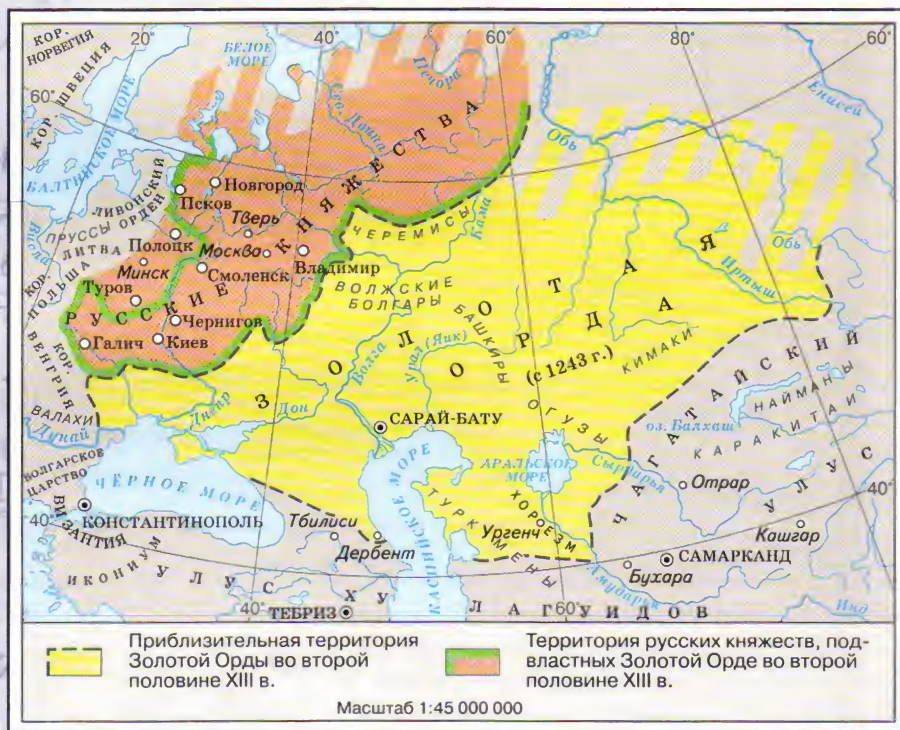 20°
40°
80°
60°
КОР. НОРВЕГИЯ
КОР. ШВЕЦИЯ
БЕЛОЕ МОРЕ
Печора
Сев. Двина
Енисей
60°
60°
Обь
БАЛТИЙСКОЕ МОРЕ
ЛИВОНСКИЙ ОРДЕН
Новгород
Псков
Тверь
РУССКИЕ КНЯЖЕСТВА
ЧЕРЕМИСЫ
Кама
Обь
Иртыш
Висла
ПРУССЫ
ЛИТВА
Полоцк
Москва
Минск
Смоленск
Владимир
КОР. ПОЛЬША
Туров
ВОЛЖСКИЕ БОЛГАРЫ
БАШКИРЫ
Чернигов
Галич
Киев
КОР. ВЕНГРИЯ
ЗОЛОТАЯ ОРДА
(с 1243 г.)
Волга
Урал (Яик)
КИМАКИ
ЧАГАТАЙСКИЙ УЛУС
НАЙМАНЫ
КАРАКИТАИ
оз. Балхаш
ВАЛАХИ
Дунай
Днепр
Дон
САРАЙ-БАТУ
ОГУЗЫ
АРАЛЬСКОЕ МОРЕ
Сырдарья
Отрар
БОЛГАРСКОЕ ЦАРСТВО
ЧЁРНОЕ МОРЕ
ВИЗАНТИЯ
КОНСТАНТИНОПОЛЬ
КАСПИЙСКОЕ МОРЕ
ТУРКМЕНЫ
ХОРЕЗМ
Ургенч
Кашгар
40°
40°
Тбилиси
Дербент
САМАРКАНД
Бухара
Амударья
Инд
ИКОНИУМ
УЛУС ХУЛАГУИДОВ
40°
60°
ТЕБРИЗ
Приблизительная территория
Золотой Орды во второй
половине XIII в.
Территория русских княжеств, под-
властных Золотой Орде во второй
половине XIII в.
Масштаб 1:45 000 000